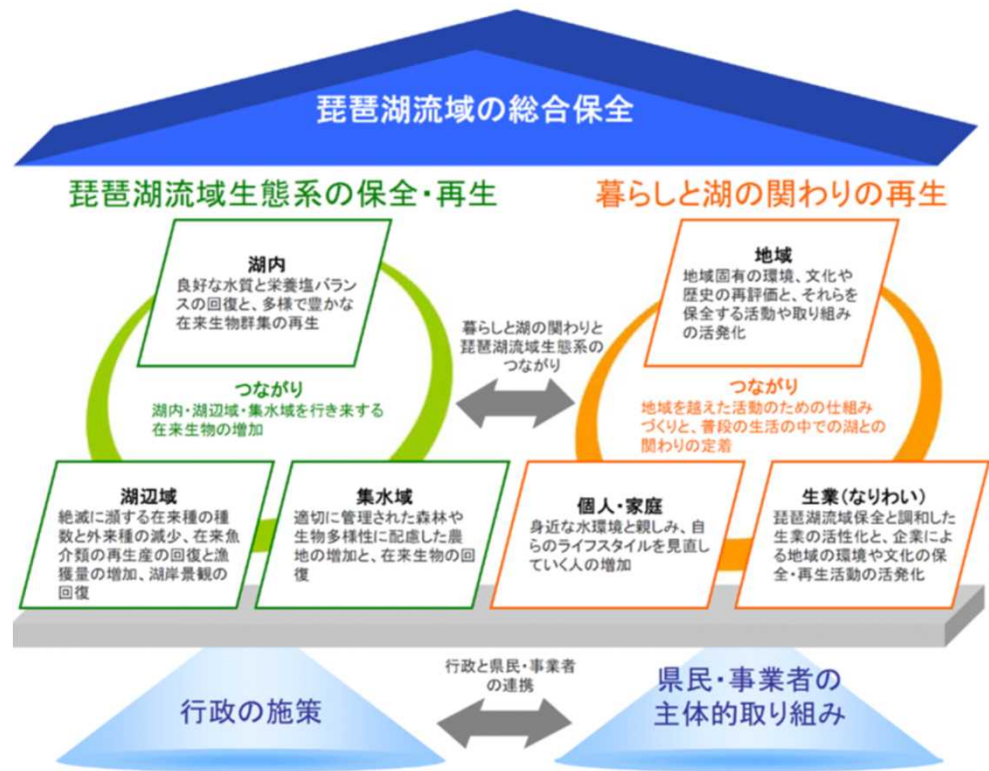 琵琶湖流域の総合保全
琵琶湖流域生態系の保全・再生
湖内
良好な水質と栄養塩バラン
スの回復と、多様で豊かな
在来生物群集の再生
つながり
湖内・湖辺域・集水域を行き来する
在来生物の増加
湖辺域
絶滅に瀕する在来種の種
数と外来種の減少、在来魚
介類の再生産の回復と漁
獲量の増加、湖岸景観の
回復
集水域
適切に管理された森林や
生物多様性に配慮した農
地の増加と、在来生物の回
復
暮らしと湖の関わりと
琵琶湖流域生態系の
つながり
暮らしと湖の関わりの再生
地域
地域固有の環境、文化や
歴史の再評価と、それらを
保全する活動や取り組み
の活発化
つながり
地域を越えた活動のための仕組み
づくりと、普段の生活の中での湖との
関わりの定着
個人・家庭
身近な水環境と親しみ、自
らのライフスタイルを見直し
ていく人の増加
生業(なりわい)
琵琶湖流域保全と調和した
生業の活性化と、企業によ
る地域の環境や文化の保
全・再生活動の活発化
行政の施策
行政と県民・事業者
の連携
県民・事業者の
主体的取り組み